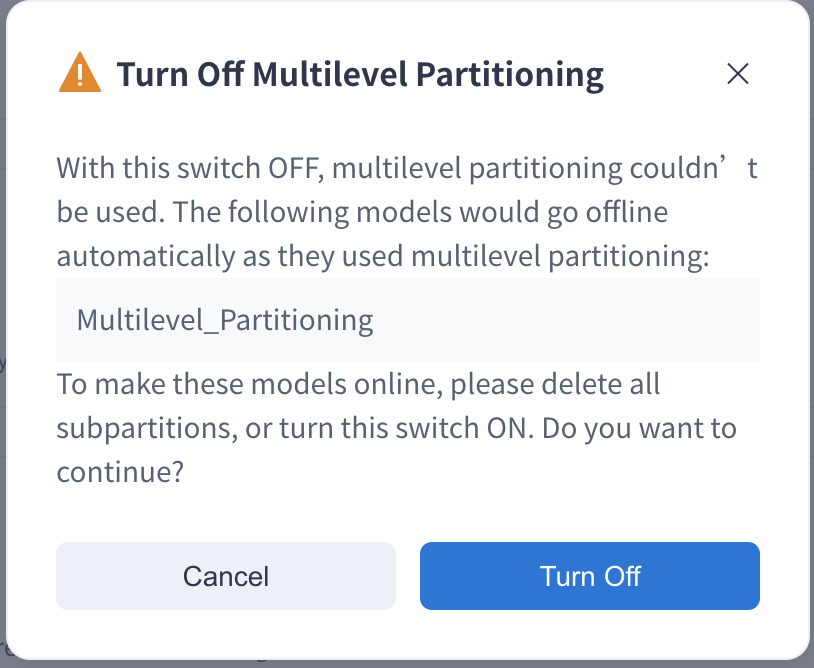 Turn Off Multilevel Partitioning
With this switch OFF, multilevel partitioning couldn’t
be used. The following models would go offline
automatically as they used multilevel partitioning:
Multilevel_Partitioning
To make these models online, please delete all
subpartitions, or turn this switch ON. Do you want to
continue?
Cancel
Turn Off